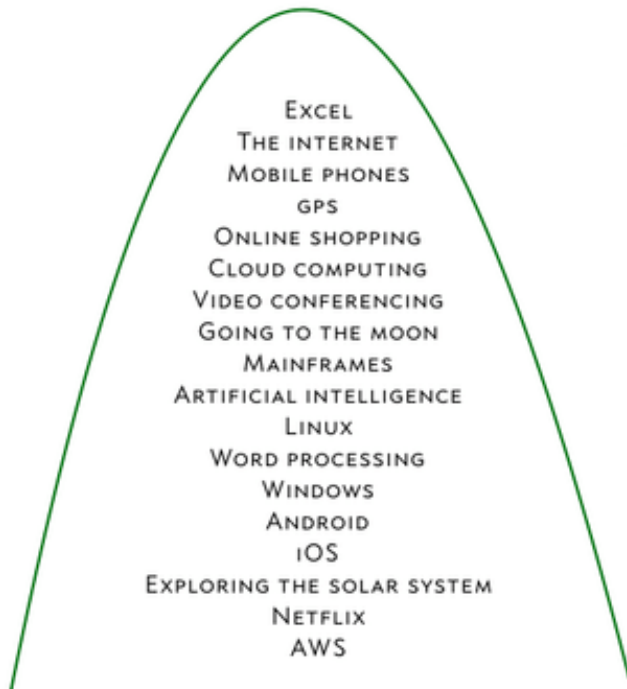 Excel
The internet
Mobile phones
GPS
Online shopping
Cloud computing
Video conferencing
Going to the moon
Mainframes
Artificial intelligence
Linux
Word processing
Windows
Android
iOS
Exploring the solar system
Netflix
AWS